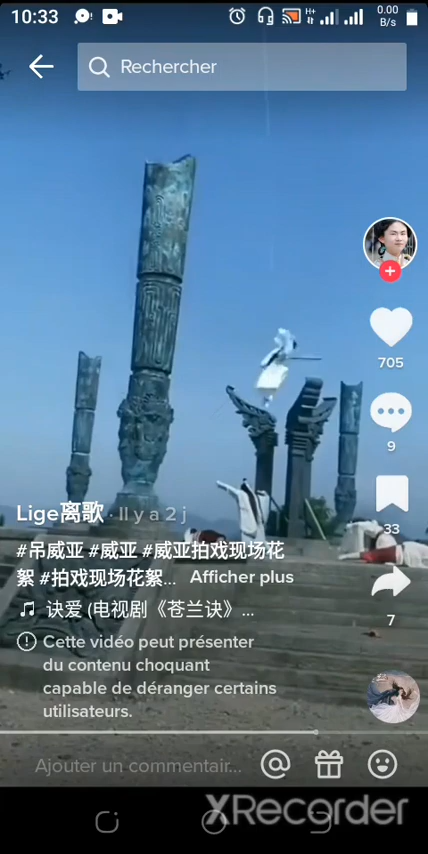 10:33
H+
0.00
B/s
Rechercher
705
9
33
7
Lige离歌 · Il y a 2 j
#吊威亚 #威亚 #威亚拍戏现场花
絮 #拍戏现场花絮... Afficher plus
诀爱 (电视剧《苍兰诀》...
Cette vidéo peut présenter
du contenu choquant
capable de déranger certains
utilisateurs.
Ajouter un commentair...
XRecorder